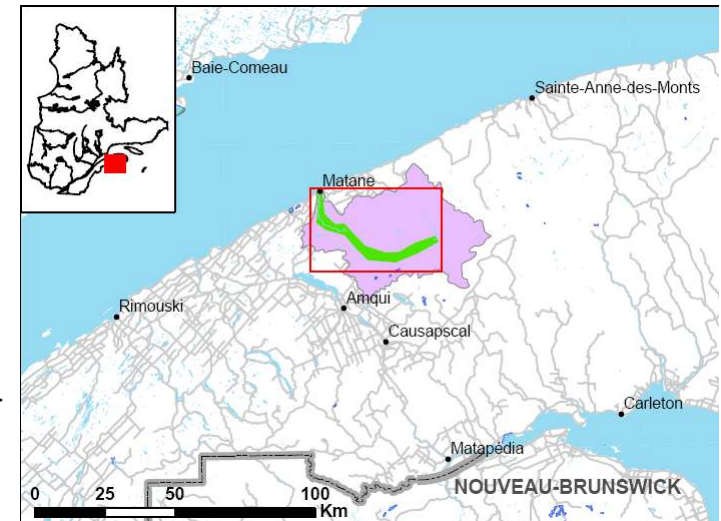 Baie-Comeau
Sainte-Anne-des-Monts
Matane
Rimouski
Amqui
Causapscal
Carleton
Matapédia
NOUVEAU-BRUNSWICK
0 25 50 100
Km